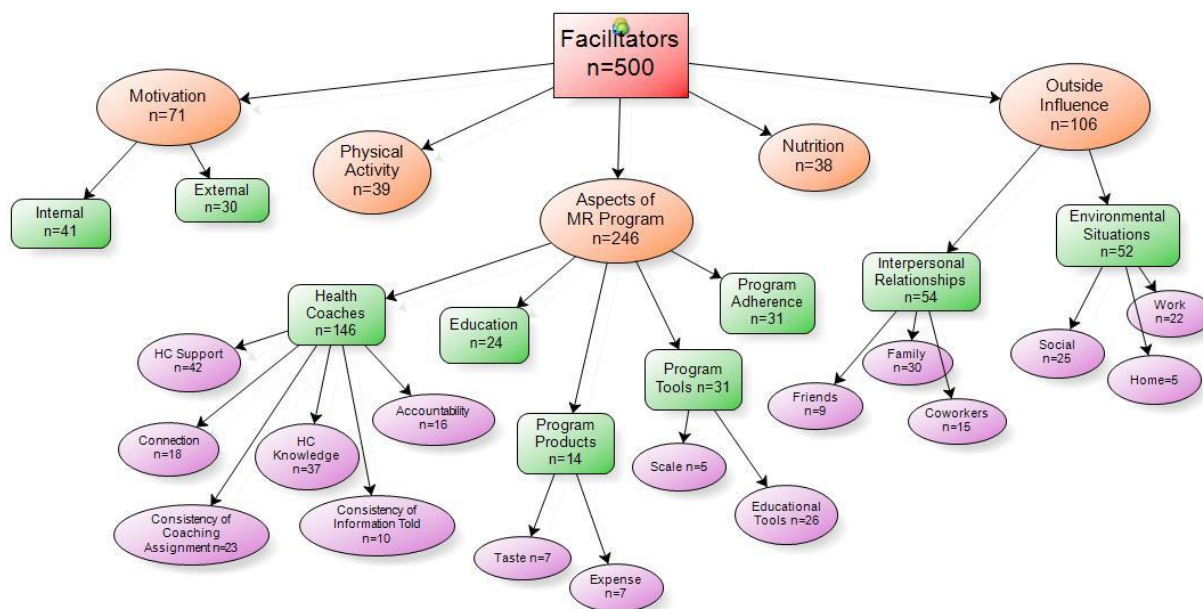 Facilitators
n=500
Motivation
n=71
Outside
Influence
n=106
Physical
Activity
n=39
Nutrition
n=38
Internal
n=41
External
n=30
Aspects of
MR Program
n=246
Environmental
Situations
n=52
Interpersonal
Relationships
n=54
Health
Coaches
n=146
Education
n=24
Program
Adherence
n=31
Work
n=22
HC Support
n=42
Program
Tools n=31
Family
n=30
Social
n=25
Home=5
Accountability
n=16
Friends
n=9
Coworkers
n=15
Connection
n=18
HC
Knowledge
n=37
Program
Products
n=14
Scale n=5
Consistency of
Coaching
Assignment n=23
Consistency of
Information Told
n=10
Educational
Tools n=26
Taste n=7
Expense
n=7